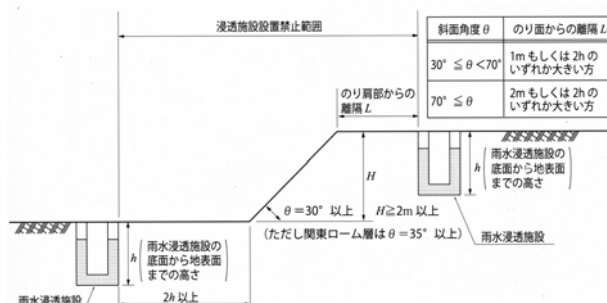 浸透施設設置禁止範囲
斜面角度 θ
のり面からの離隔 L
30° ≦ θ <70°
1m もしくは 2h の
いずれか大きい方
70° ≦ θ
2m もしくは 2h の
いずれか大きい方
のり肩部からの
離隔 L
H
h
雨水浸透施設の
底面から地表面
までの高さ
θ = 30° 以上
H≧2m 以上
(ただし関東ローム層は θ = 35° 以上)
雨水浸透施設
h
雨水浸透施設の
底面から地表面
までの高さ
雨水浸透施設
2h 以上